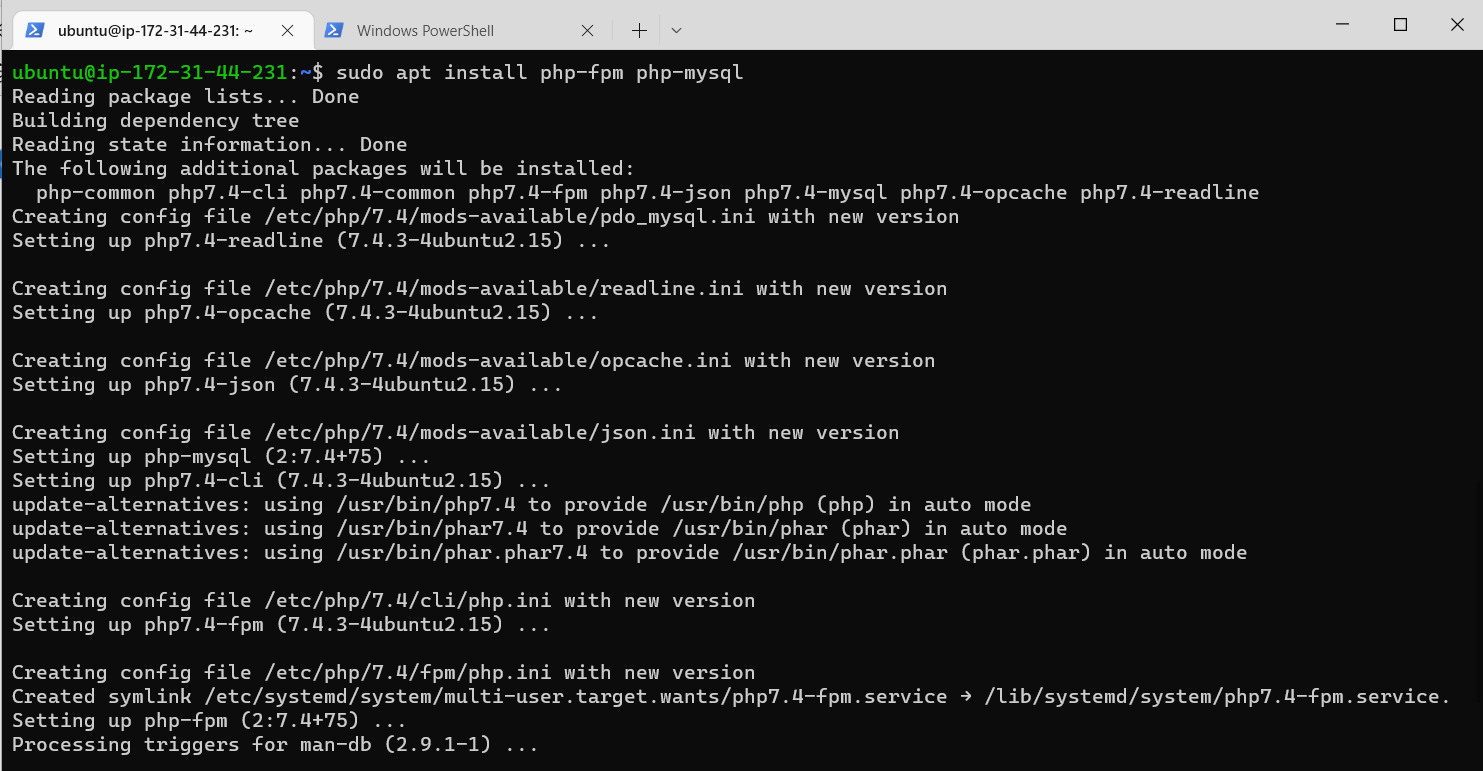 ubuntu@ip-172-31-44-231: ~
Windows PowerShell
ubuntu@ip-172-31-44-231:~$ sudo apt install php-fpm php-mysql
Reading package lists... Done
Building dependency tree
Reading state information... Done
The following additional packages will be installed:
  php-common php7.4-cli php7.4-common php7.4-fpm php7.4-json php7.4-mysql php7.4-opcache php7.4-readline
Creating config file /etc/php/7.4/mods-available/pdo_mysql.ini with new version
Setting up php7.4-readline (7.4.3-4ubuntu2.15) ...
Creating config file /etc/php/7.4/mods-available/readline.ini with new version
Setting up php7.4-opcache (7.4.3-4ubuntu2.15) ...
Creating config file /etc/php/7.4/mods-available/opcache.ini with new version
Setting up php7.4-json (7.4.3-4ubuntu2.15) ...
Creating config file /etc/php/7.4/mods-available/json.ini with new version
Setting up php-mysql (2:7.4+75) ...
Setting up php7.4-cli (7.4.3-4ubuntu2.15) ...
update-alternatives: using /usr/bin/php7.4 to provide /usr/bin/php (php) in auto mode
update-alternatives: using /usr/bin/phar7.4 to provide /usr/bin/phar (phar) in auto mode
update-alternatives: using /usr/bin/phar.phar7.4 to provide /usr/bin/phar.phar (phar.phar) in auto mode
Creating config file /etc/php/7.4/cli/php.ini with new version
Setting up php7.4-fpm (7.4.3-4ubuntu2.15) ...
Creating config file /etc/php/7.4/fpm/php.ini with new version
Created symlink /etc/systemd/system/multi-user.target.wants/php7.4-fpm.service → /lib/systemd/system/php7.4-fpm.service.
Setting up php-fpm (2:7.4+75) ...
Processing triggers for man-db (2.9.1-1) ...